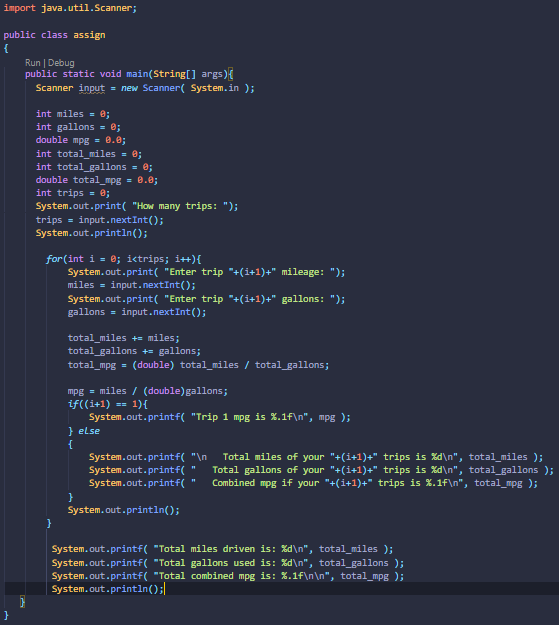 import java.util.Scanner;
public class assign
{
Run | Debug
public static void main(String[] args){
Scanner input = new Scanner( System.in );
int miles = 0;
int gallons = 0;
double mpg = 0.0;
int total_miles = 0;
int total_gallons = 0;
double total_mpg = 0.0;
int trips = 0;
System.out.print( "How many trips: ");
trips = input.nextInt();
System.out.println();
for(int i = 0; i<trips; i++){
System.out.print( "Enter trip "+(i+1)+" mileage: ");
miles = input.nextInt();
System.out.print( "Enter trip "+(i+1)+" gallons: ");
gallons = input.nextInt();
total_miles += miles;
total_gallons += gallons;
total_mpg = (double) total_miles / total_gallons;
mpg = miles / (double)gallons;
if((i+1) == 1){
System.out.printf( "Trip 1 mpg is %.1f\n", mpg );
} else
{
System.out.printf( "\n   Total miles of your "+(i+1)+" trips is %d\n", total_miles );
System.out.printf( "   Total gallons of your "+(i+1)+" trips is %d\n", total_gallons );
System.out.printf( "   Combined mpg if your "+(i+1)+" trips is %.1f\n", total_mpg );
}
System.out.println();
}
System.out.printf( "Total miles driven is: %d\n", total_miles );
System.out.printf( "Total gallons used is: %d\n", total_gallons );
System.out.printf( "Total combined mpg is: %.1f\n\n", total_mpg );
System.out.println();
}
}